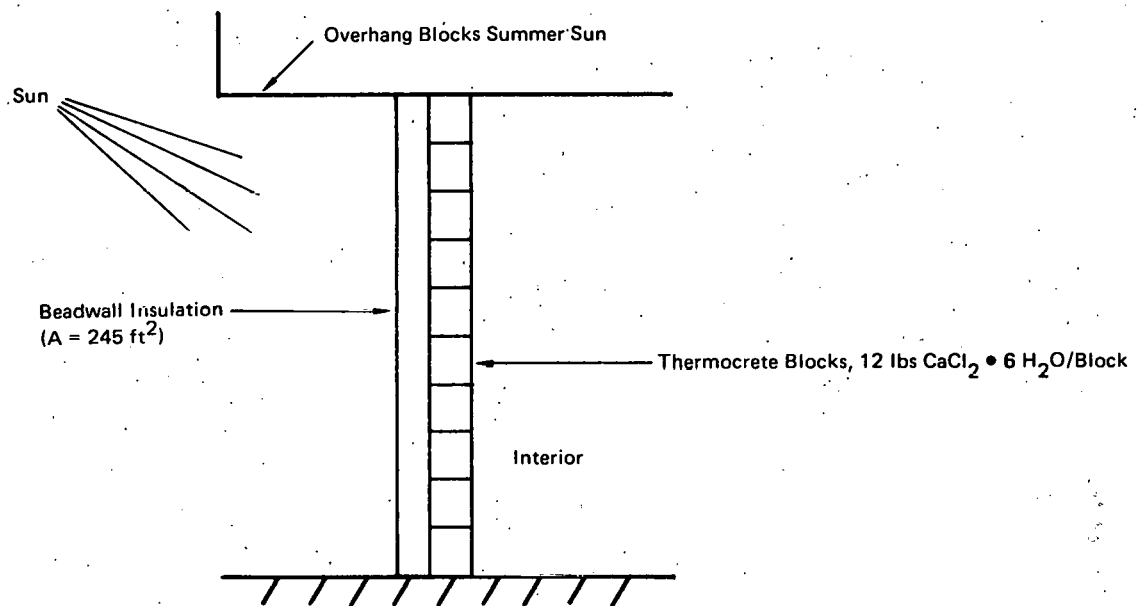 Overhang Blocks Summer Sun
Sun
Beadwall Insulation
(A = 245 ft²)
Thermocrete Blocks, 12 lbs CaCl₂ • 6 H₂O/Block
Interior